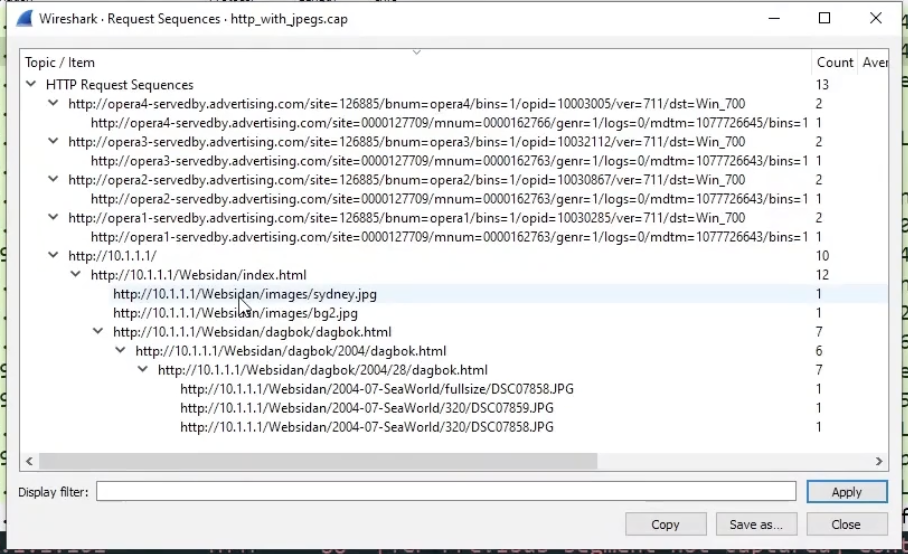 Wireshark · Request Sequences · http_with_jpegs.cap
Topic / Item Count Aver
HTTP Request Sequences 13
http://opera4-servedby.advertising.com/site=126885/bnum=opera4/bins=1/opid=10003005/ver=711/dst=Win_700 2
http://opera4-servedby.advertising.com/site=0000127709/mnum=0000162766/genr=1/logs=0/mdtm=1077726645/bins=1 1
http://opera3-servedby.advertising.com/site=126885/bnum=opera3/bins=1/opid=10032112/ver=711/dst=Win_700 2
http://opera3-servedby.advertising.com/site=0000127709/mnum=0000162763/genr=1/logs=0/mdtm=1077726643/bins=1 1
http://opera2-servedby.advertising.com/site=126885/bnum=opera2/bins=1/opid=10030867/ver=711/dst=Win_700 2
http://opera2-servedby.advertising.com/site=0000127709/mnum=0000162763/genr=1/logs=0/mdtm=1077726643/bins=1 1
http://opera1-servedby.advertising.com/site=126885/bnum=opera1/bins=1/opid=10030285/ver=711/dst=Win_700 2
http://opera1-servedby.advertising.com/site=0000127709/mnum=0000162763/genr=1/logs=0/mdtm=1077726643/bins=1 1
http://10.1.1.1/ 10
http://10.1.1.1/Websidan/index.html 12
http://10.1.1.1/Websidan/images/sydney.jpg 1
http://10.1.1.1/Websidan/images/bg2.jpg 1
http://10.1.1.1/Websidan/dagbok/dagbok.html 7
http://10.1.1.1/Websidan/dagbok/2004/dagbok.html 6
http://10.1.1.1/Websidan/dagbok/2004/28/dagbok.html 7
http://10.1.1.1/Websidan/2004-07-SeaWorld/fullsize/DSC07858.JPG 1
http://10.1.1.1/Websidan/2004-07-SeaWorld/320/DSC07859.JPG 1
http://10.1.1.1/Websidan/2004-07-SeaWorld/320/DSC07858.JPG 1
Display filter: Apply
Copy Save as... Close